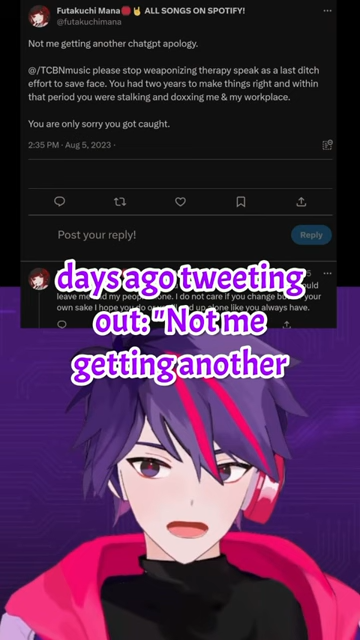 Futakuchi Mana ALL SONGS ON SPOTIFY!
@futakuchimana
Not me getting another chatgpt apology.
@/TCBNmusic please stop weaponizing therapy speak as a last ditch
effort to save face. You had two years to make things right and within
that period you were stalking and doxxing me & my workplace.
You are only sorry you got caught.
2:35 PM · Aug 5, 2023 ·
Post your reply!
Reply
days ago tweeting
out: "Not me
getting another
leave me and my people
I do not care if you change
your
own sake I hope you do
end up alone like you always have.